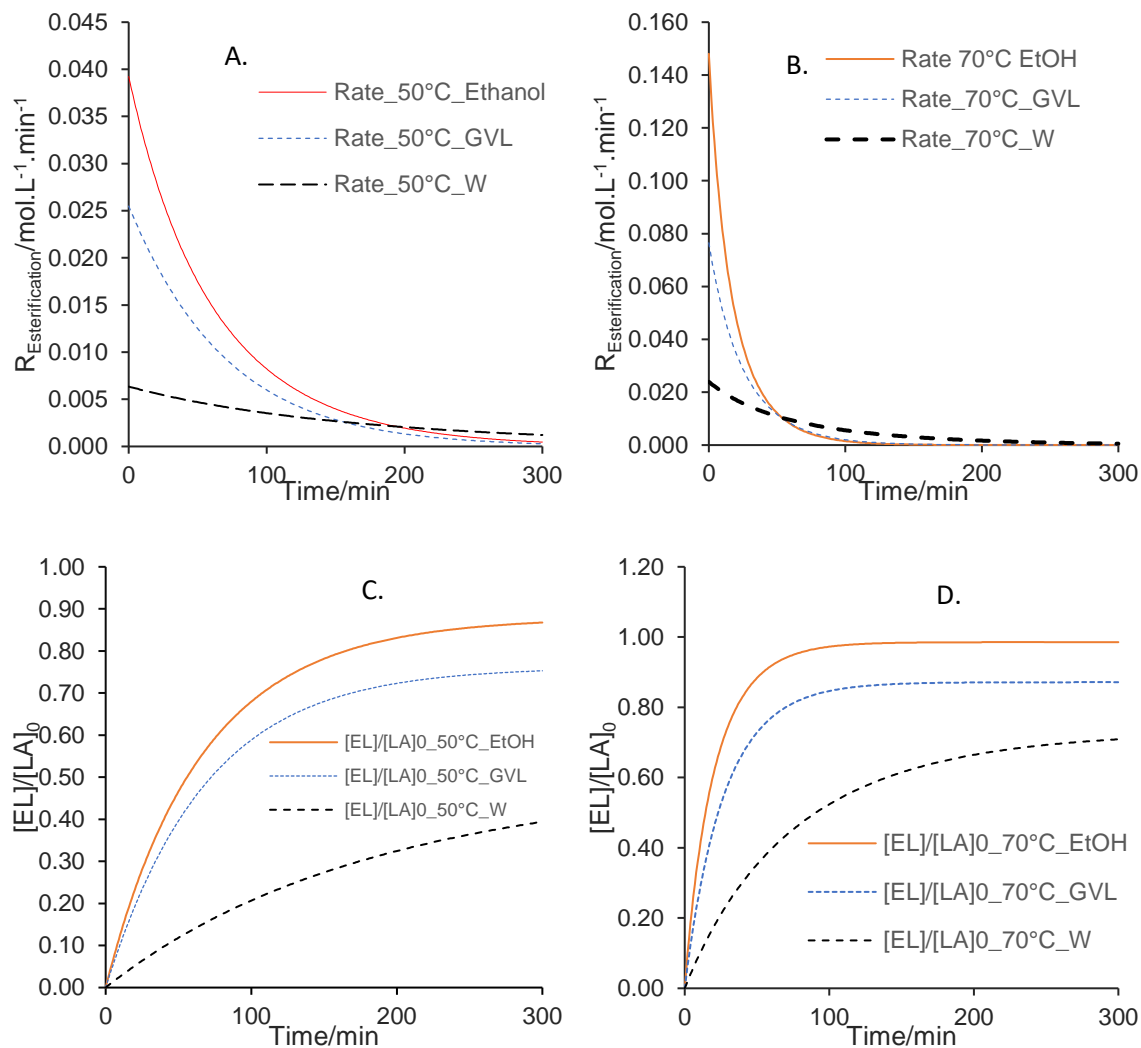 A.
Rate_50°C_Ethanol
Rate_50°C_GVL
Rate_50°C_W
0.045
0.040
0.035
0.030
0.025
0.020
0.015
0.010
0.005
0.000
0 100 200 300
R_Esterification/mol.L⁻¹.min⁻¹
Time/min
B.
Rate 70°C EtOH
Rate_70°C_GVL
Rate_70°C_W
0.160
0.140
0.120
0.100
0.080
0.060
0.040
0.020
0.000
0 100 200 300
R_Esterification/mol.L⁻¹.min⁻¹
Time/min
C.
[EL]/[LA]0_50°C_EtOH
[EL]/[LA]0_50°C_GVL
[EL]/[LA]0_50°C_W
1.00
0.90
0.80
0.70
0.60
0.50
0.40
0.30
0.20
0.10
0.00
0 100 200 300
[EL]/[LA]₀
Time/min
D.
[EL]/[LA]0_70°C_EtOH
[EL]/[LA]0_70°C_GVL
[EL]/[LA]0_70°C_W
1.20
1.00
0.80
0.60
0.40
0.20
0.00
0 100 200 300
[EL]/[LA]₀
Time/min